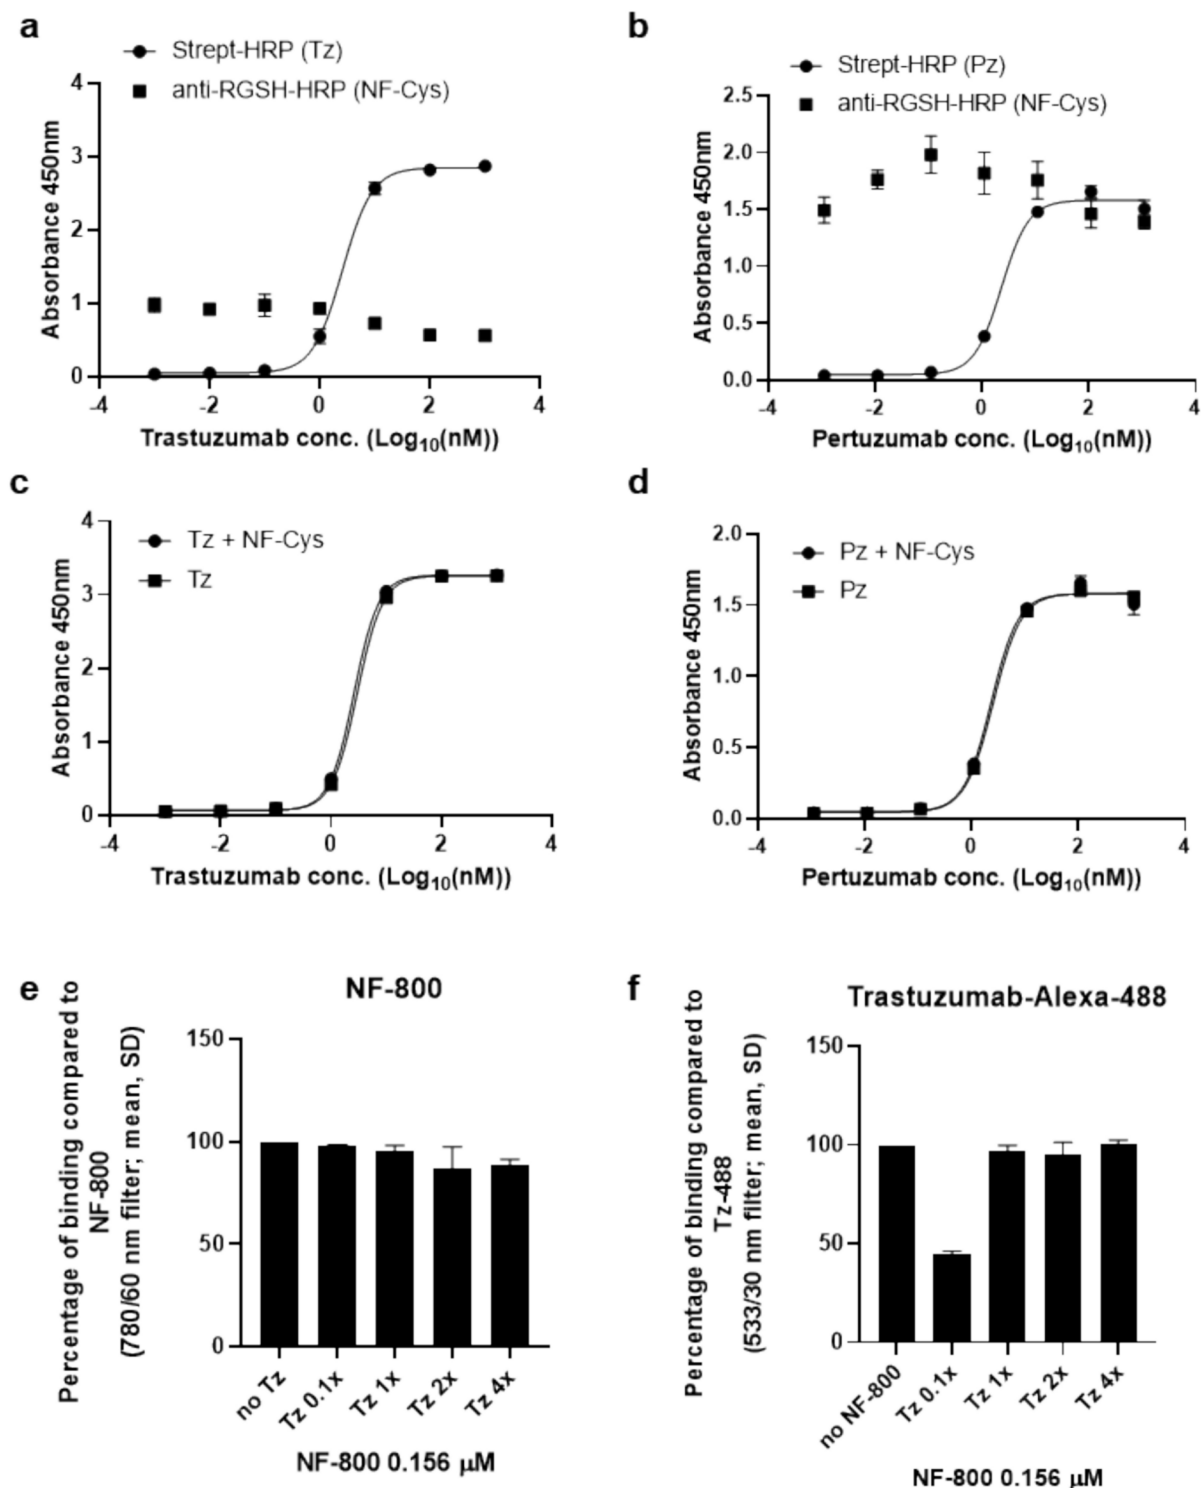 a
Strept-HRP (Tz)
anti-RGSH-HRP (NF-Cys)
Absorbance 450nm
4
3
2
1
0
-4
-2
0
2
4
Trastuzumab conc. (Log₁₀(nM))
b
Strept-HRP (Pz)
anti-RGSH-HRP (NF-Cys)
Absorbance 450nm
2.5
2.0
1.5
1.0
0.5
0.0
-4
-2
0
2
4
Pertuzumab conc. (Log₁₀(nM))
c
Tz + NF-Cys
Tz
Absorbance 450nm
4
3
2
1
0
-4
-2
0
2
4
Trastuzumab conc. (Log₁₀(nM))
d
Pz + NF-Cys
Pz
Absorbance 450nm
2.0
1.5
1.0
0.5
0.0
-4
-2
0
2
4
Pertuzumab conc. (Log₁₀(nM))
e
NF-800
Percentage of binding compared to
NF-800
(780/60 nm filter; mean, SD)
150
100
50
0
no Tz
Tz 0.1x
Tz 1x
Tz 2x
Tz 4x
NF-800 0.156 μM
f
Trastuzumab-Alexa-488
Percentage of binding compared to
Tz-488
(533/30 nm filter; mean, SD)
150
100
50
0
no NF-800
Tz 0.1x
Tz 1x
Tz 2x
Tz 4x
NF-800 0.156 μM